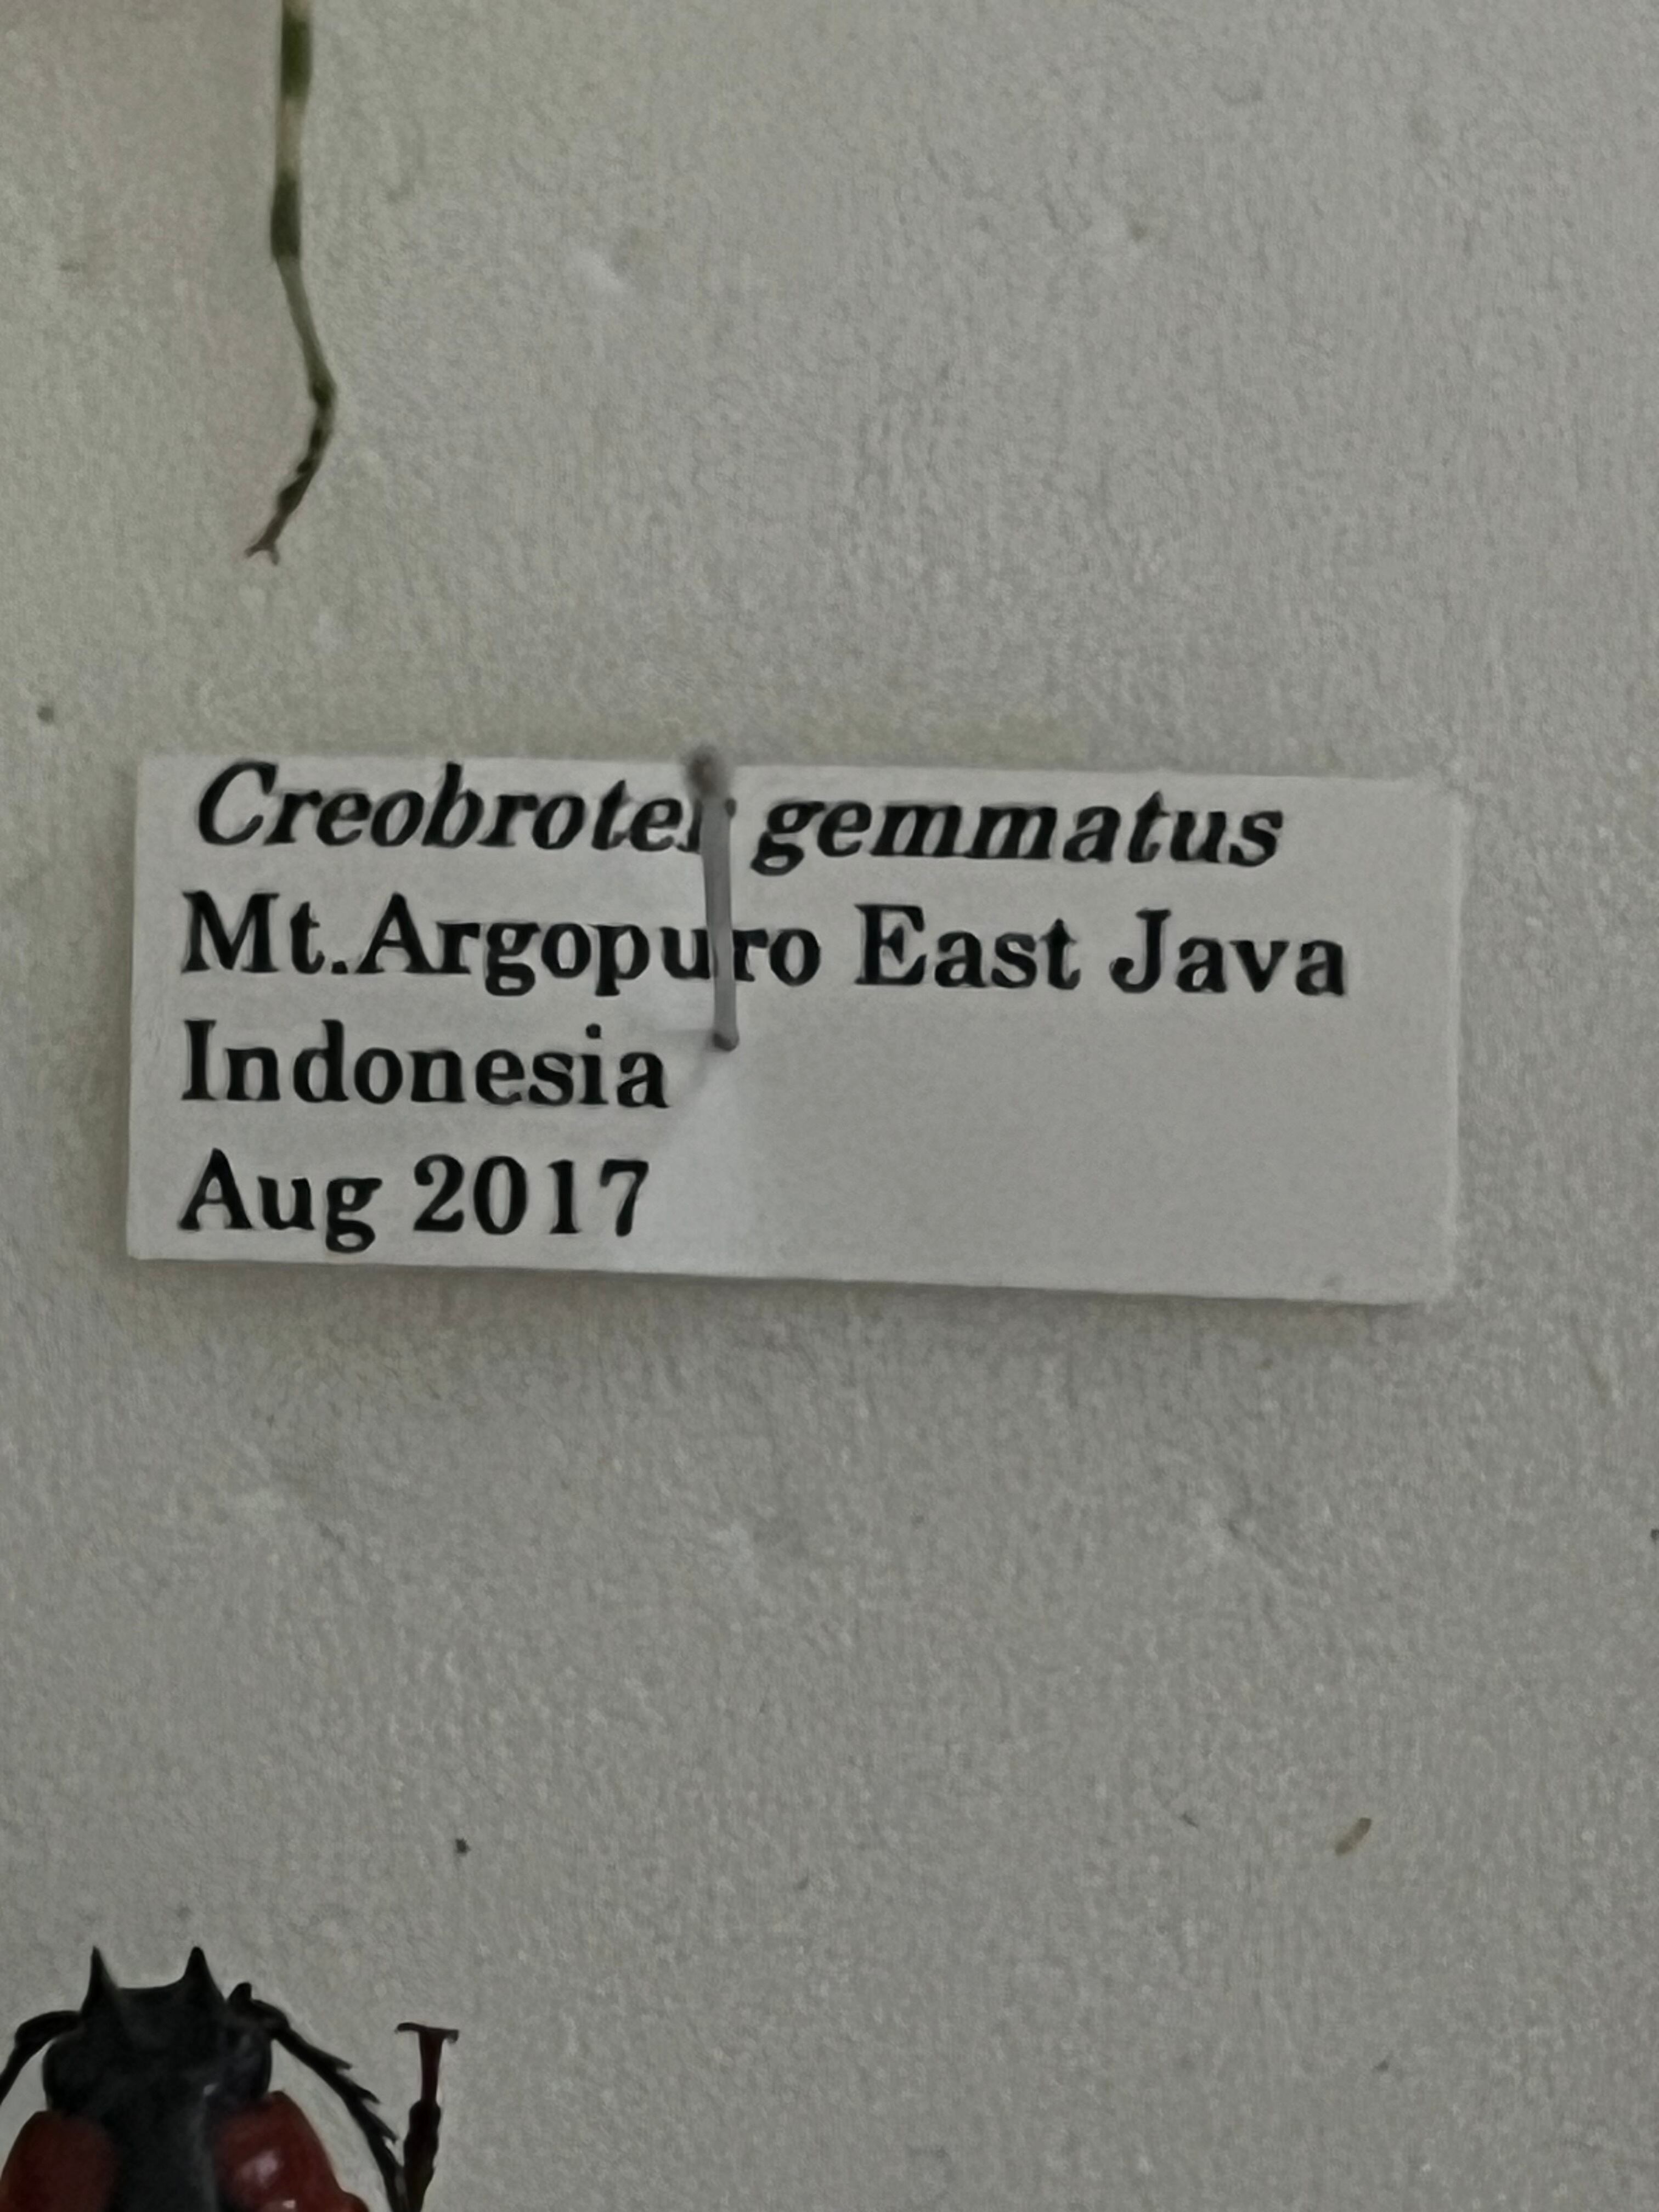 Creobroter gemmatus
Mt.Argopuro East Java
Indonesia
Aug 2017